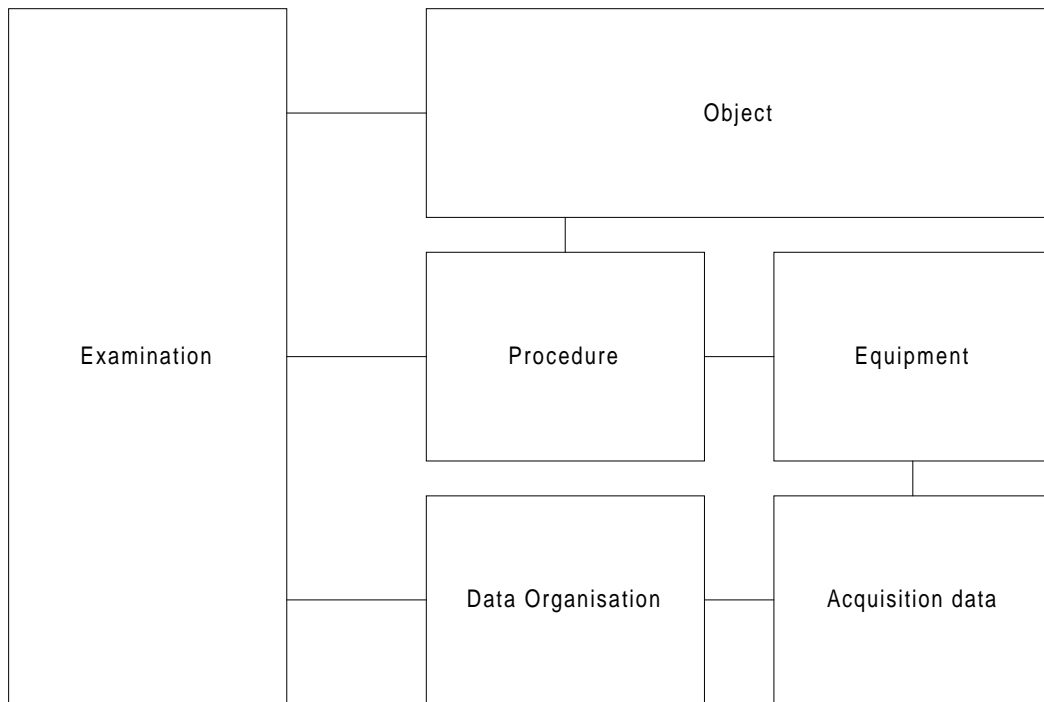 Object
Examination
Procedure
Equipment
Data Organisation
Acquisition data